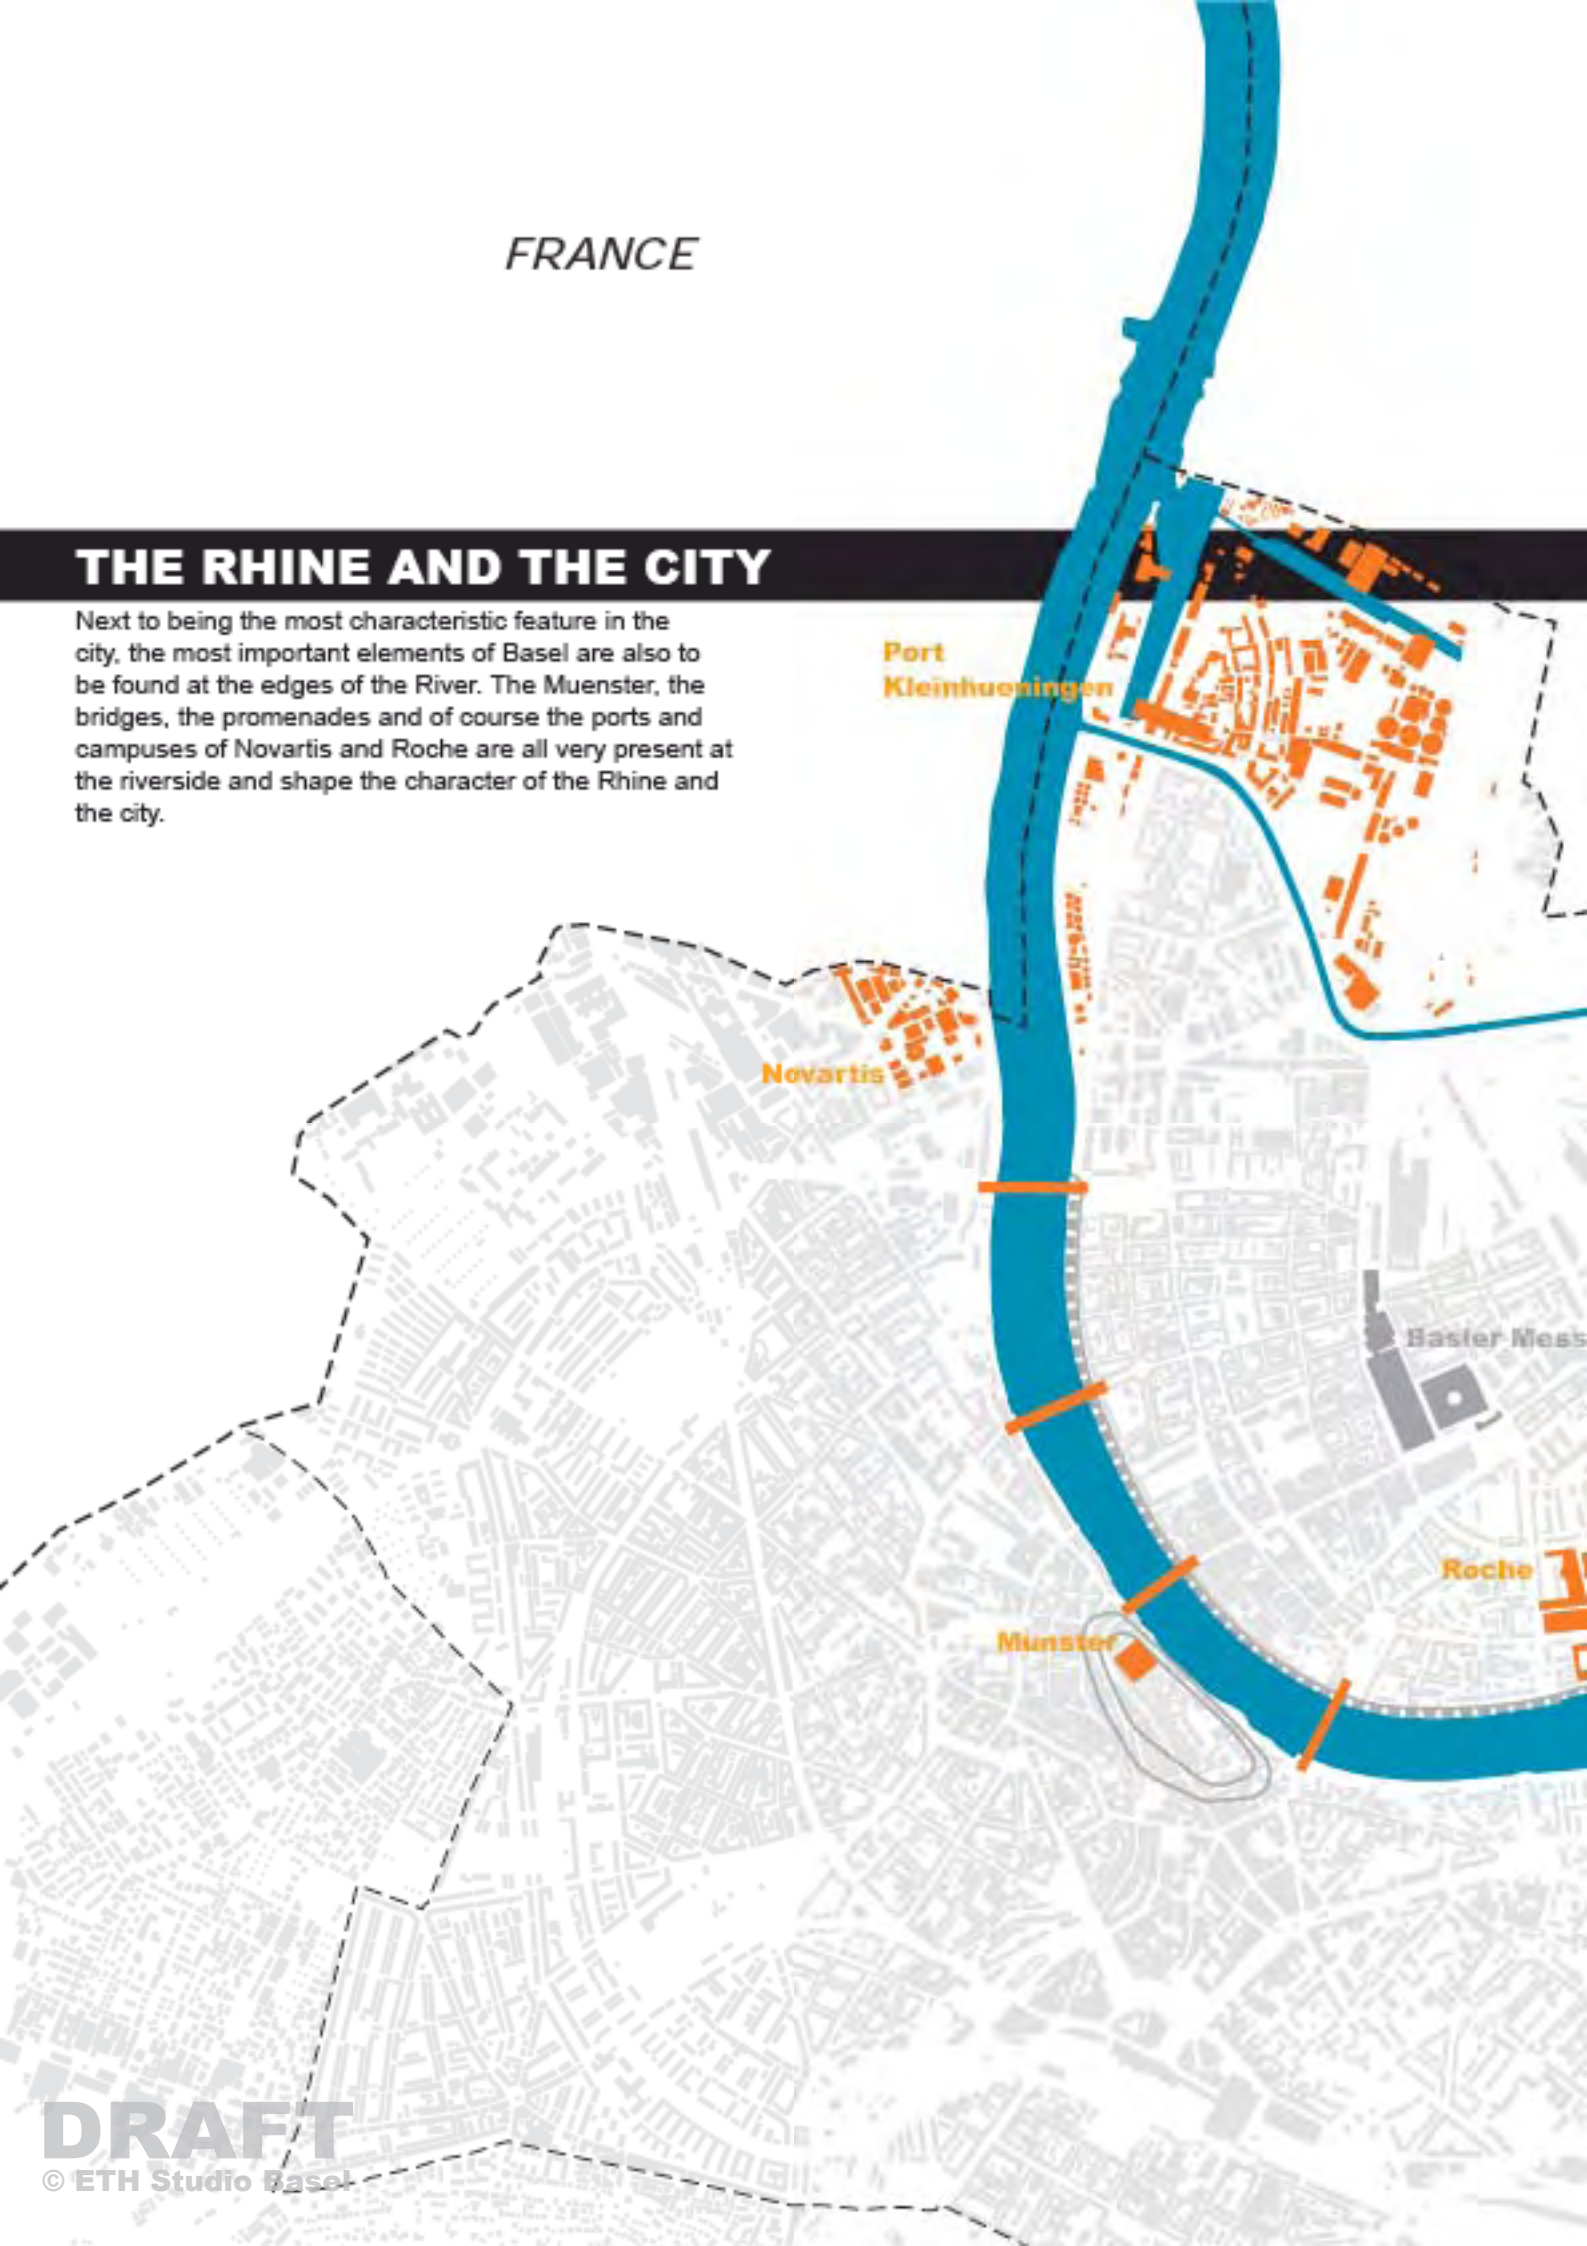 FRANCE
THE RHINE AND THE CITY
Next to being the most characteristic feature in the
city, the most important elements of Basel are also to
be found at the edges of the River. The Muenster, the
bridges, the promenades and of course the ports and
campuses of Novartis and Roche are all very present at
the riverside and shape the character of the Rhine and
the city.
Port
Kleinhueningen
Novartis
Basler Mess
Roche
Munster
DRAFT
© ETH Studio Basel